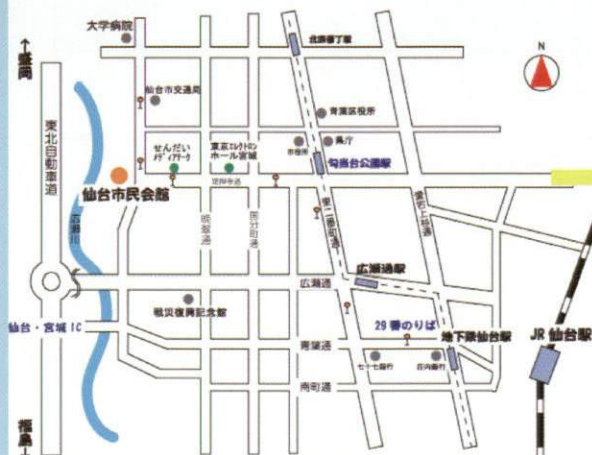 大学病院
北四番丁駅
N
↑盛岡
仙台市交通局
青葉区役所
東北自動車道
せんだい
メディアテーク
東京エレクトロン
ホール宮城
市役所
県庁
勾当台公園駅
仙台市民会館
定禅寺通
広瀬川
晩翠通
国分町通
東二番町通
愛宕上杉通
広瀬通
広瀬通駅
戦災復興記念館
仙台・宮城IC
29番のりば
地下鉄仙台駅
JR仙台駅
青葉通
七十七銀行
南町通
福島↓